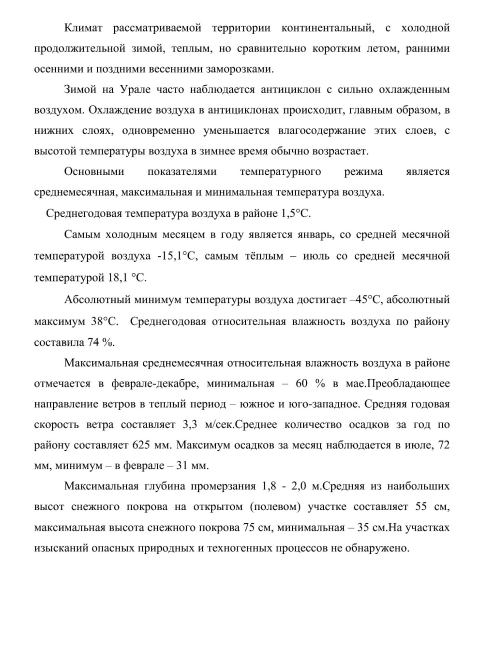 Климат рассматриваемой территории континентальный, с холодной
продолжительной зимой, теплым, но сравнительно коротким летом, ранними
осенними и поздними весенними заморозками.
Зимой на Урале часто наблюдается антициклон с сильно охлажденным
воздухом. Охлаждение воздуха в антициклонах происходит, главным образом, в
нижних слоях, одновременно уменьшается влагосодержание этих слоев, с
высотой температуры воздуха в зимнее время обычно возрастает.
Основными показателями температурного режима является
среднемесячная, максимальная и минимальная температура воздуха.
Среднегодовая температура воздуха в районе 1,5°С.
Самым холодным месяцем в году является январь, со средней месячной
температурой воздуха -15,1°С, самым тёплым – июль со средней месячной
температурой 18,1 °С.
Абсолютный минимум температуры воздуха достигает –45°С, абсолютный
максимум 38°С. Среднегодовая относительная влажность воздуха по району
составила 74 %.
Максимальная среднемесячная относительная влажность воздуха в районе
отмечается в феврале-декабре, минимальная – 60 % в мае.Преобладающее
направление ветров в теплый период – южное и юго-западное. Средняя годовая
скорость ветра составляет 3,3 м/сек.Среднее количество осадков за год по
району составляет 625 мм. Максимум осадков за месяц наблюдается в июле, 72
мм, минимум – в феврале – 31 мм.
Максимальная глубина промерзания 1,8 - 2,0 м.Средняя из наибольших
высот снежного покрова на открытом (полевом) участке составляет 55 см,
максимальная высота снежного покрова 75 см, минимальная – 35 см.На участках
изысканий опасных природных и техногенных процессов не обнаружено.